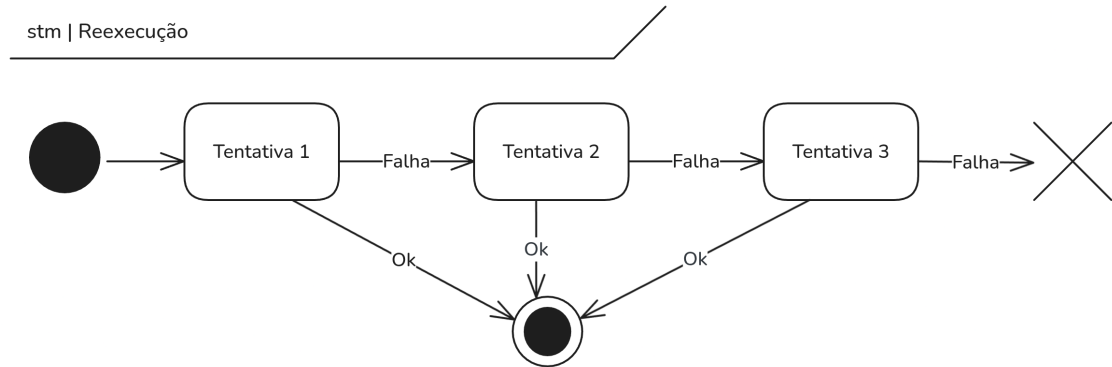 stm | Reexecução
Tentativa 1
Falha
Tentativa 2
Falha
Tentativa 3
Falha
Ok
Ok
Ok